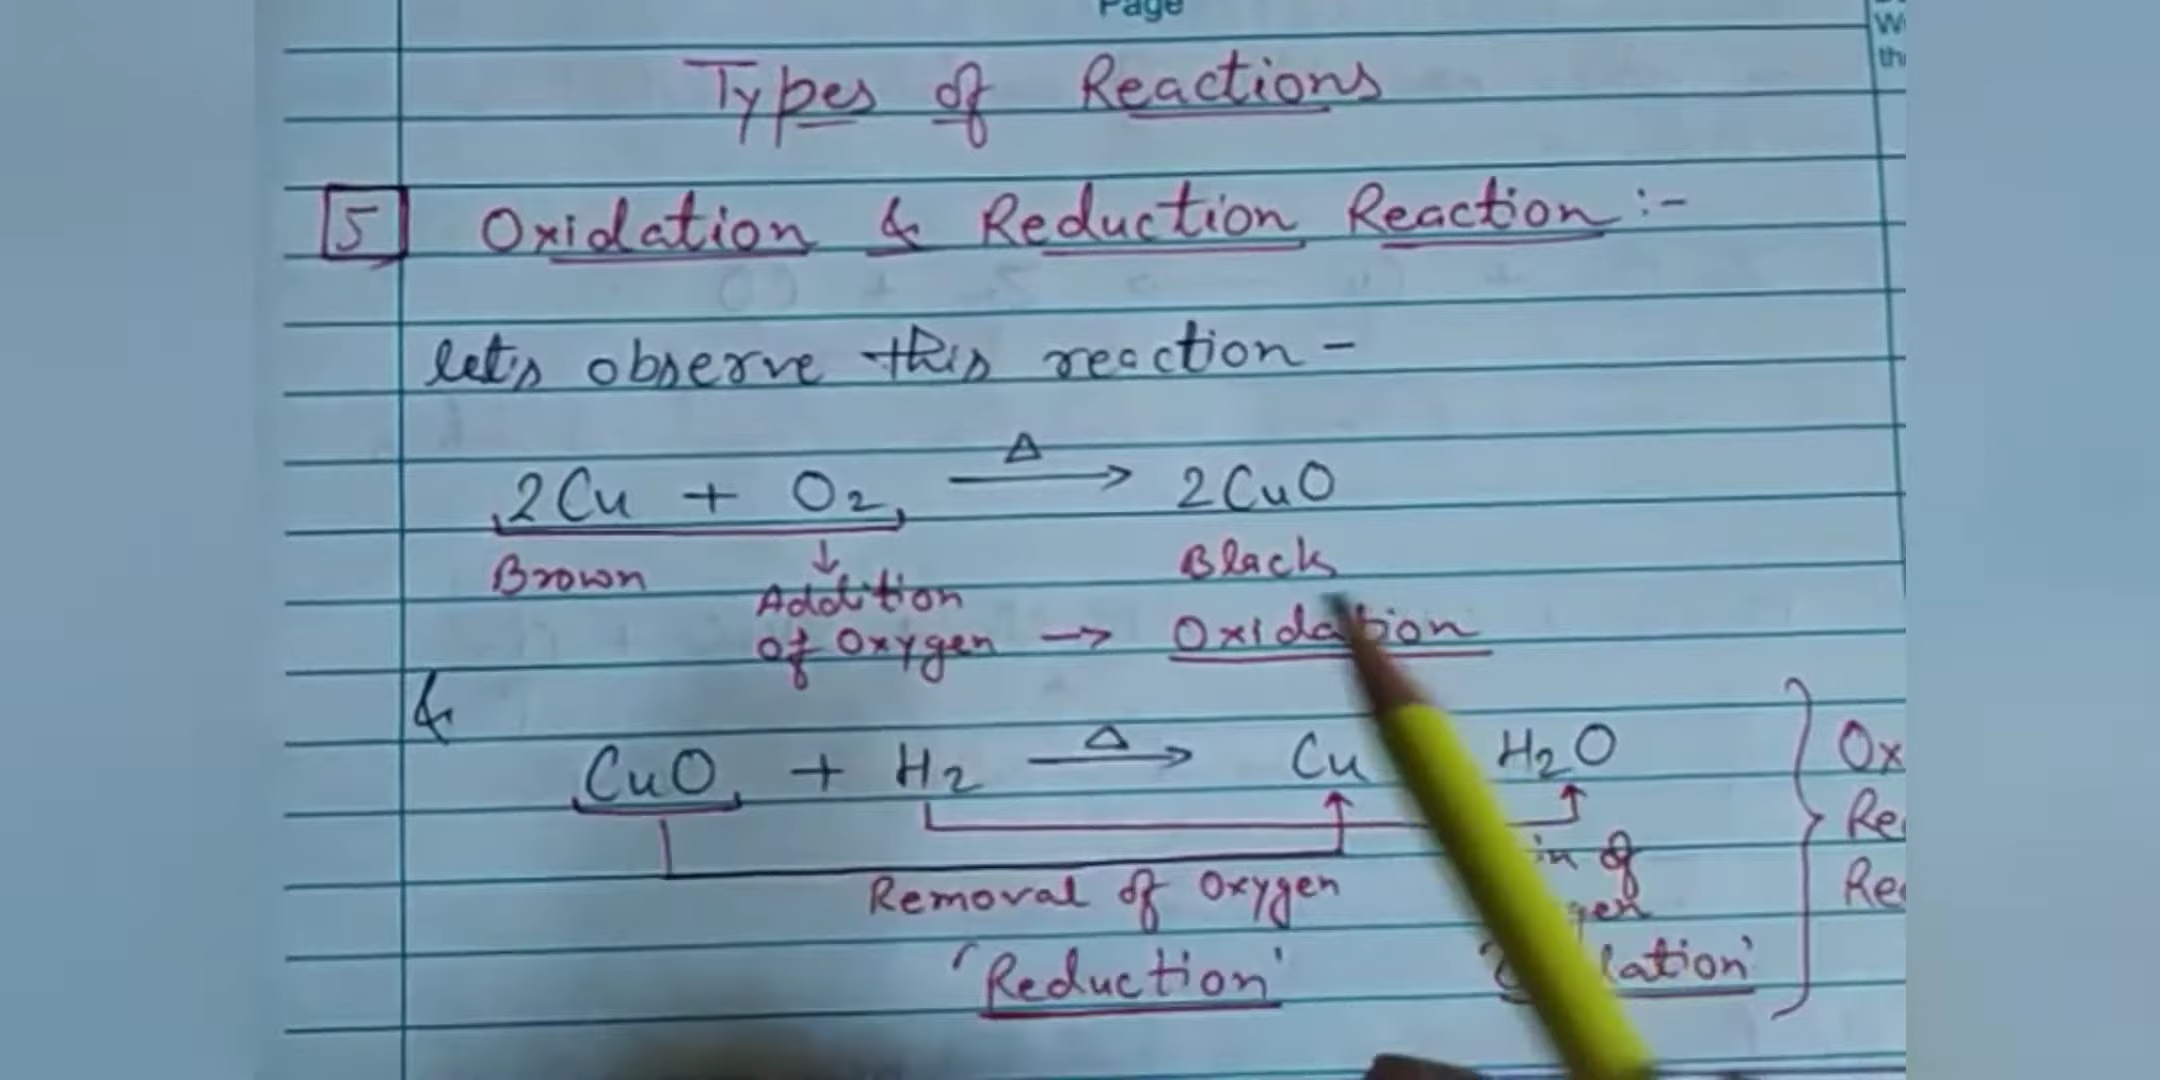 Page
Types of Reactions
5 Oxidation & Reduction Reaction :-
let's observe this reaction -
2Cu + O2 →Δ 2CuO
Brown Black
↓
Addition
of Oxygen → Oxidation
&
CuO + H2 →Δ Cu H2O
Removal of Oxygen
'Reduction'